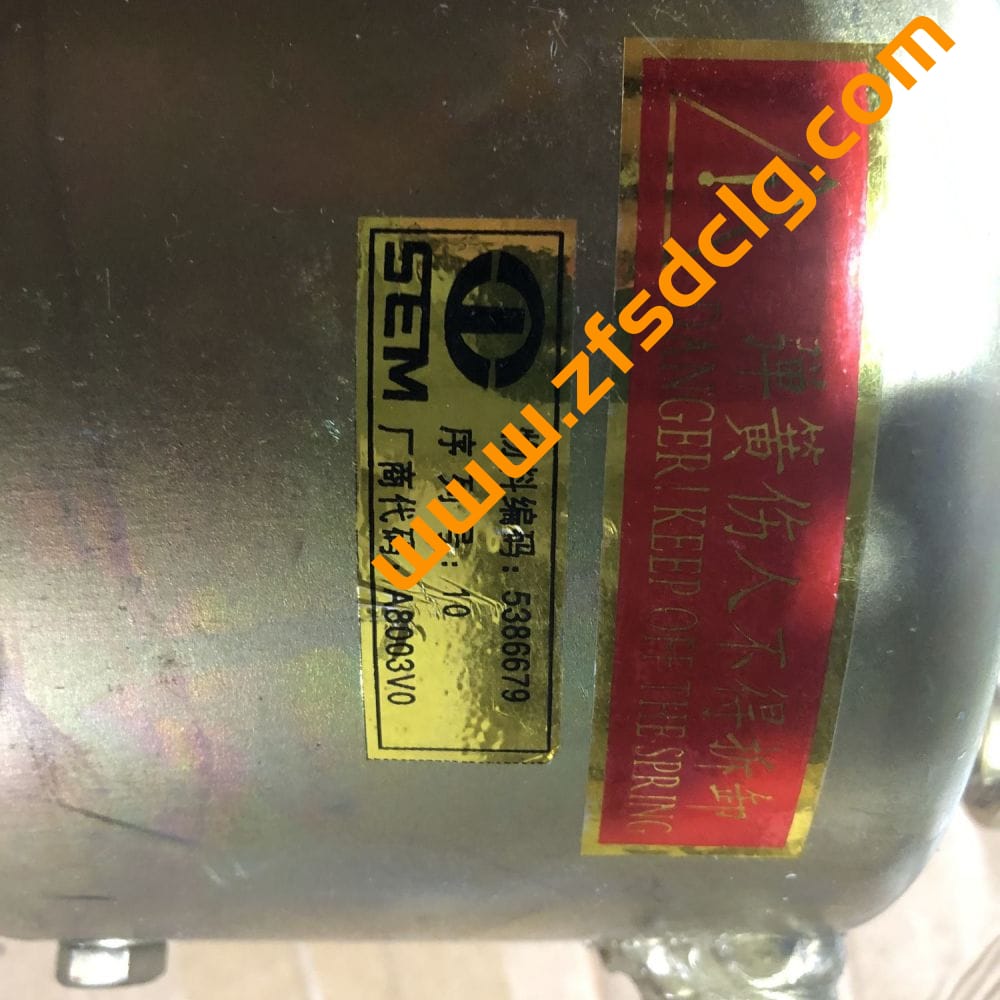 SEM
物料编码: 5386679
序列号: 10
厂商代码: A8003V0
弹簧伤人不得拆卸
DANGER!KEEP OFF THE SPRING
www.zfsdclg.com